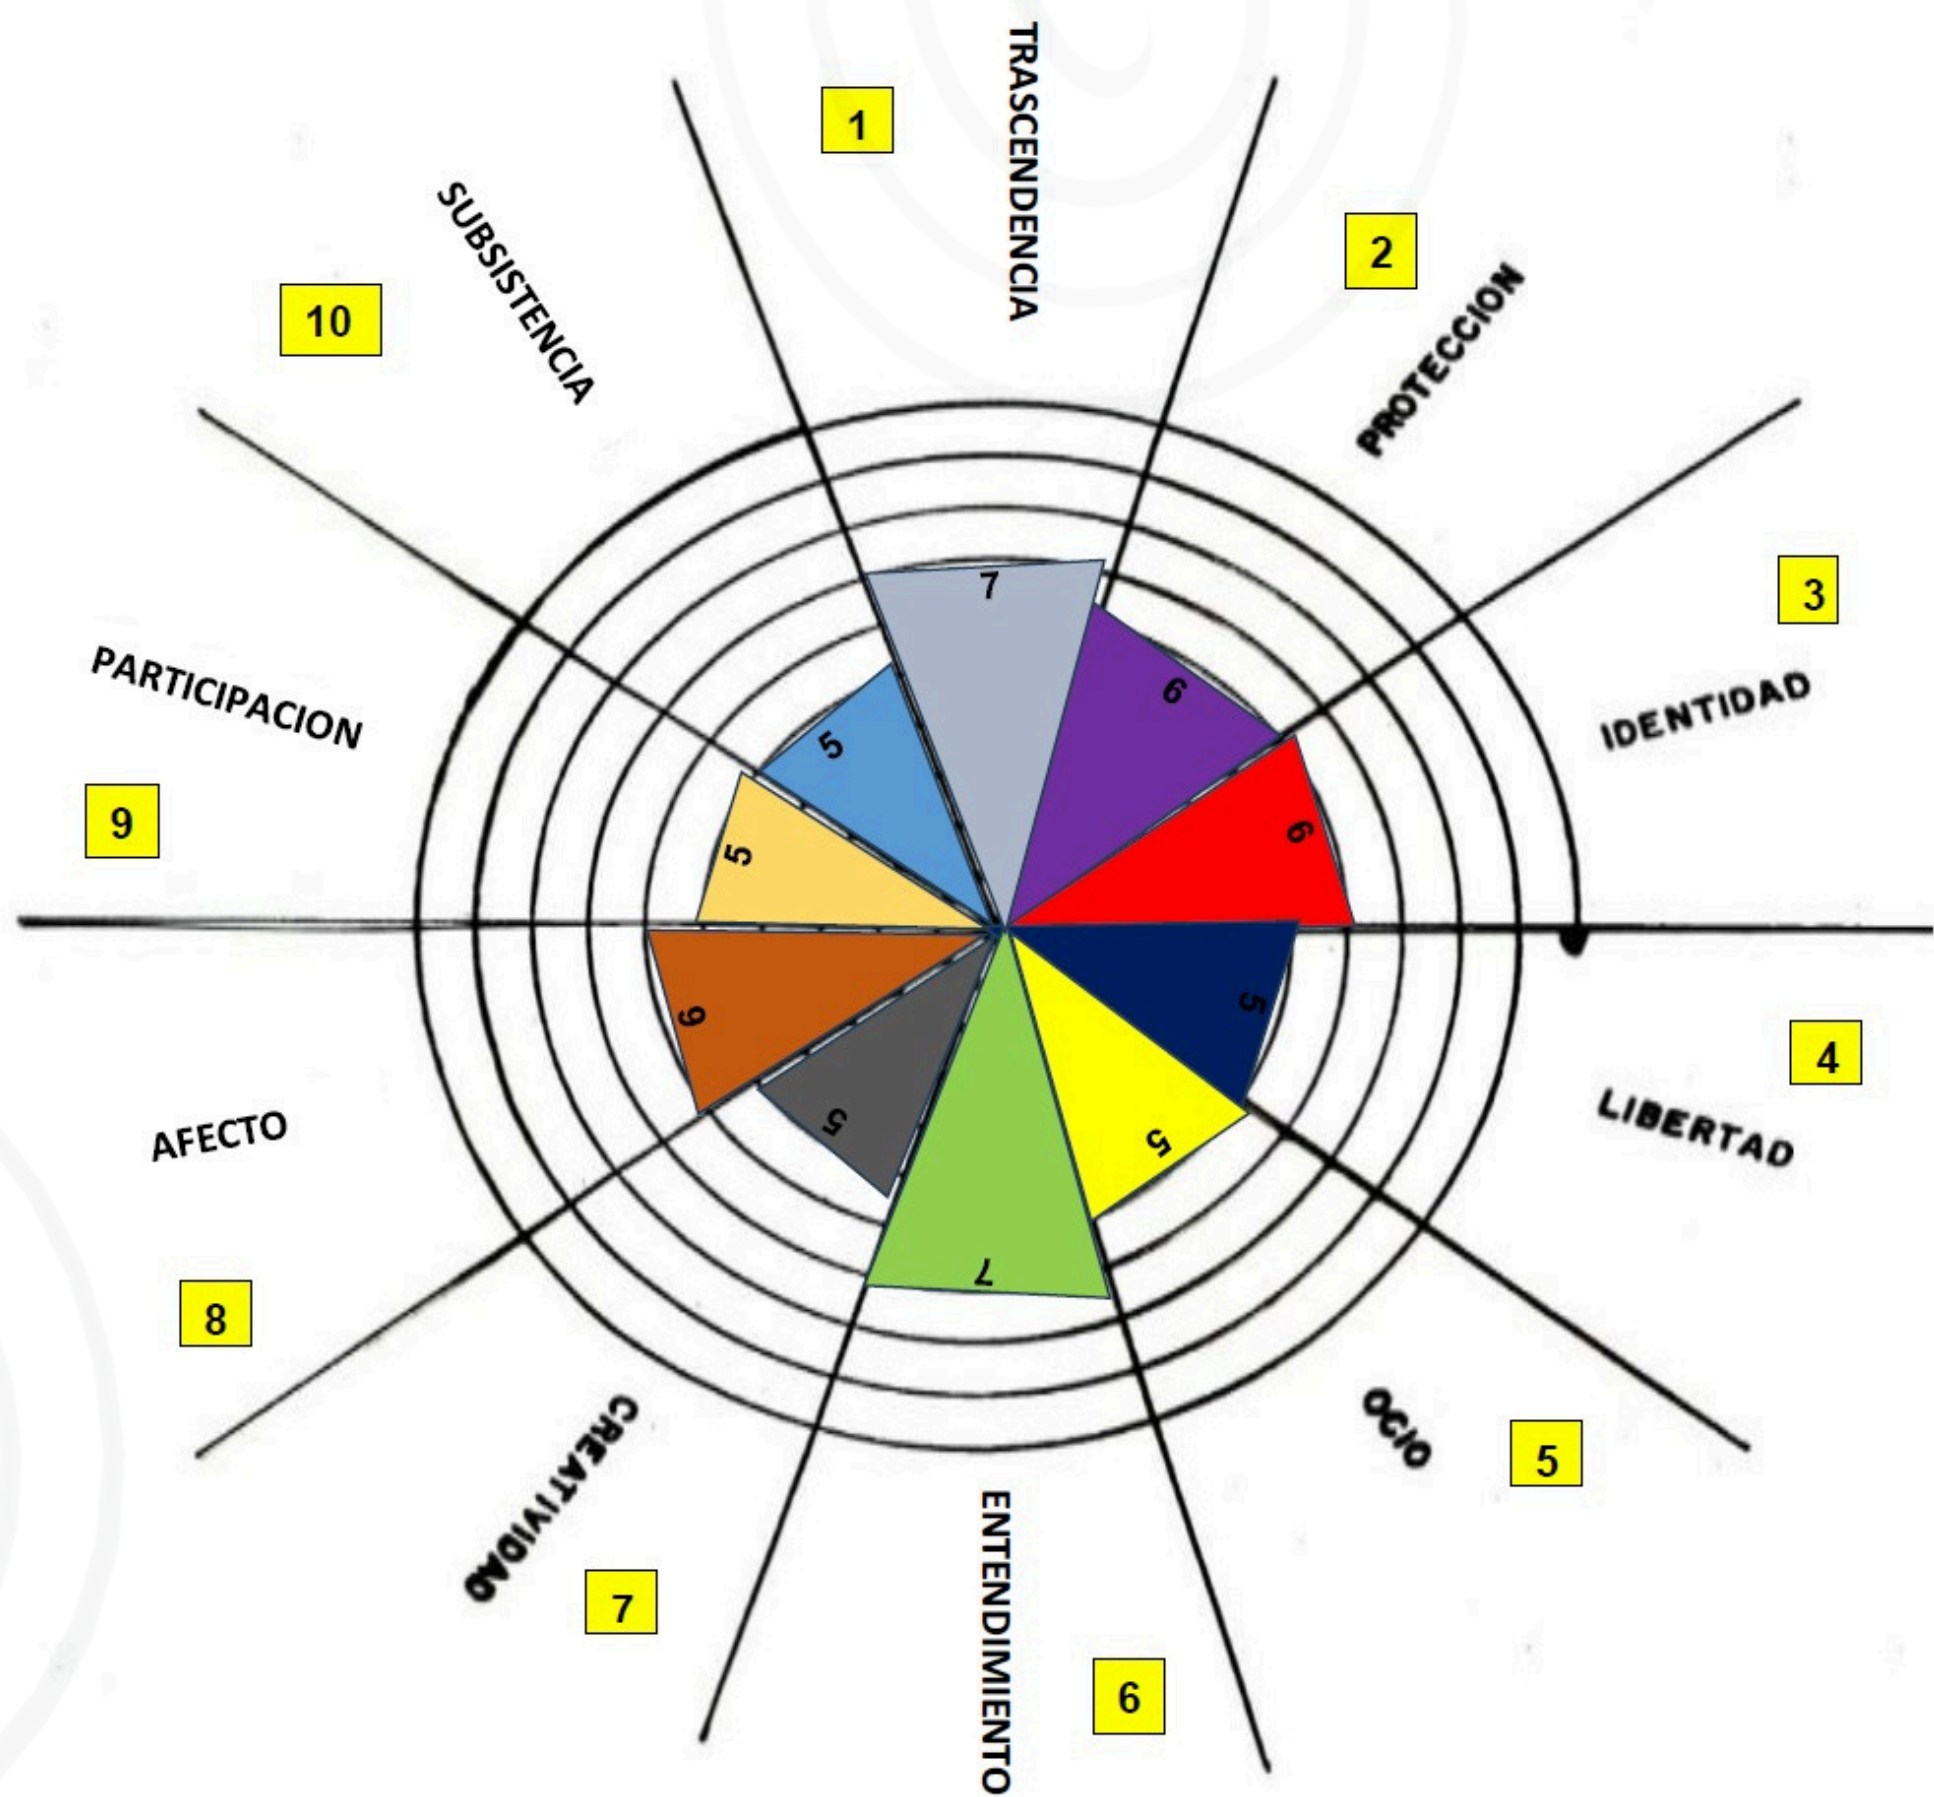 1
TRASCENDENCIA
7
2
PROTECCION
6
3
IDENTIDAD
6
4
LIBERTAD
5
5
OCIO
5
6
ENTENDIMIENTO
7
7
CREATIVIDAD
5
8
AFECTO
6
9
PARTICIPACION
5
10
SUBSISTENCIA
5